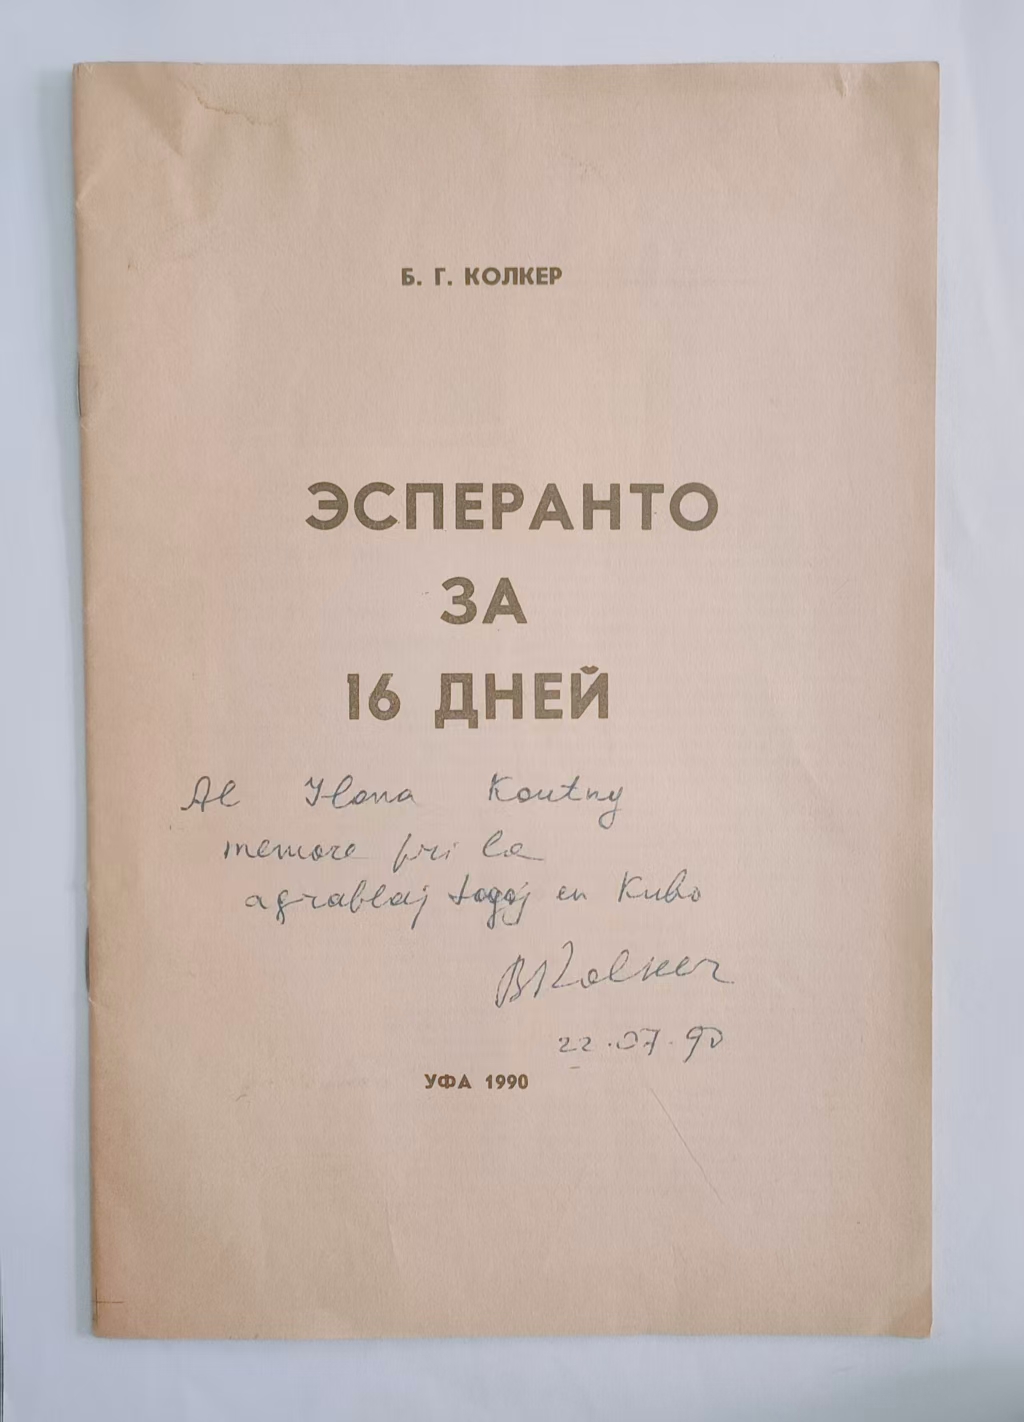 Б. Г. КОЛКЕР
ЭСПЕРАНТО
ЗА
16 ДНЕЙ
Al Ilona Koutny
memore pri la
agrablaj tagoj en Kubo
BKolker
22.07.90
УФА 1990